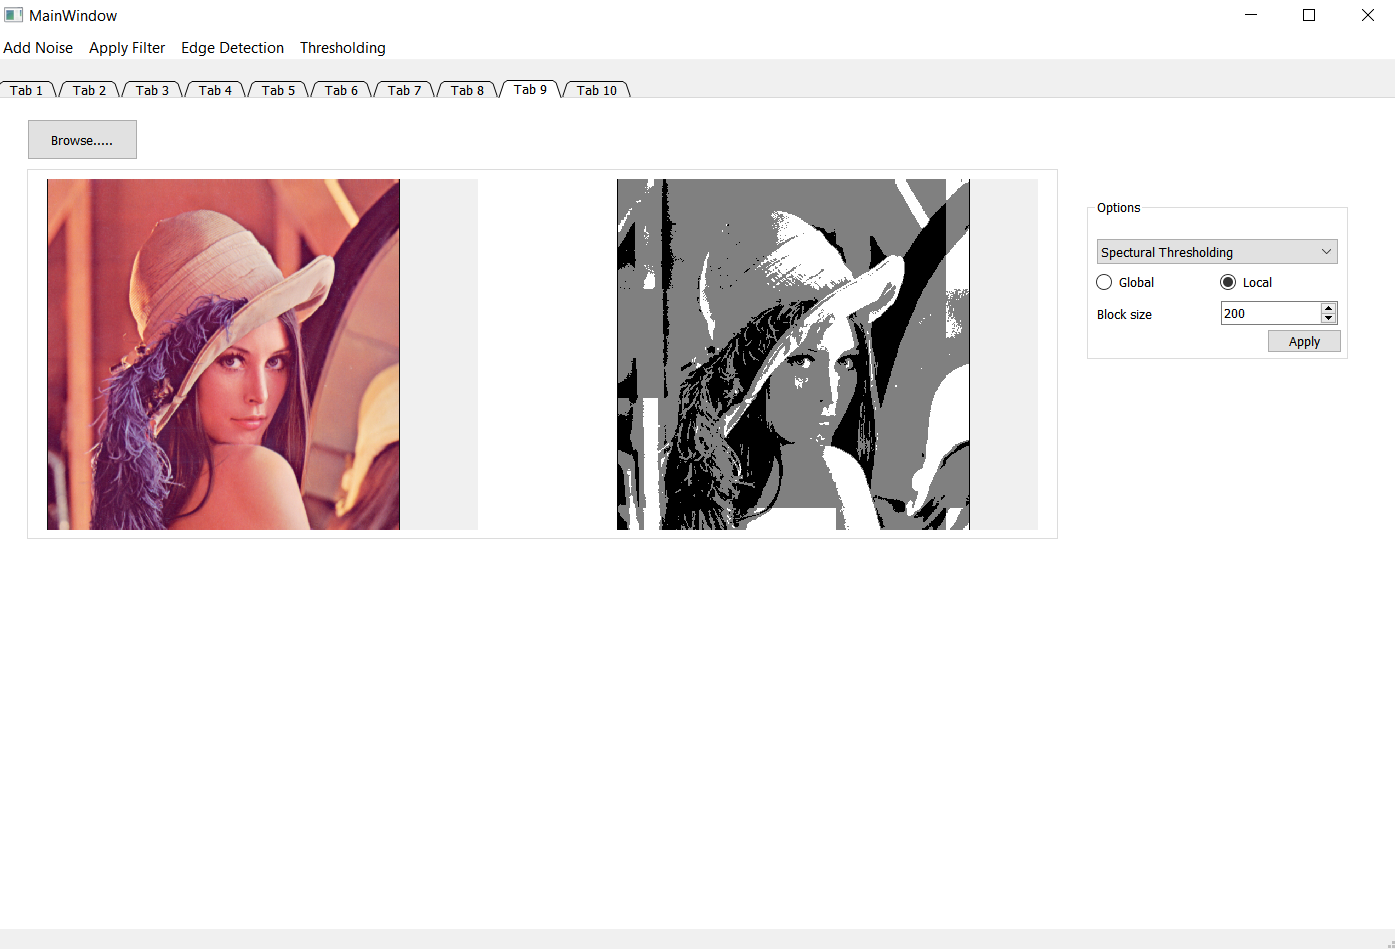 MainWindow
Add Noise Apply Filter Edge Detection Thresholding
Tab 1 Tab 2 Tab 3 Tab 4 Tab 5 Tab 6 Tab 7 Tab 8 Tab 9 Tab 10
Browse.....
Options
Spectural Thresholding
Global Local
Block size 200
Apply